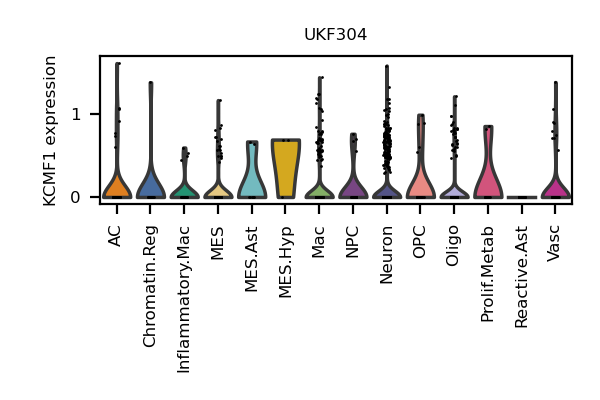 UKF304
KCMF1 expression
1
0
AC
Chromatin.Reg
Inflammatory.Mac
MES
MES.Ast
MES.Hyp
Mac
NPC
Neuron
OPC
Oligo
Prolif.Metab
Reactive.Ast
Vasc